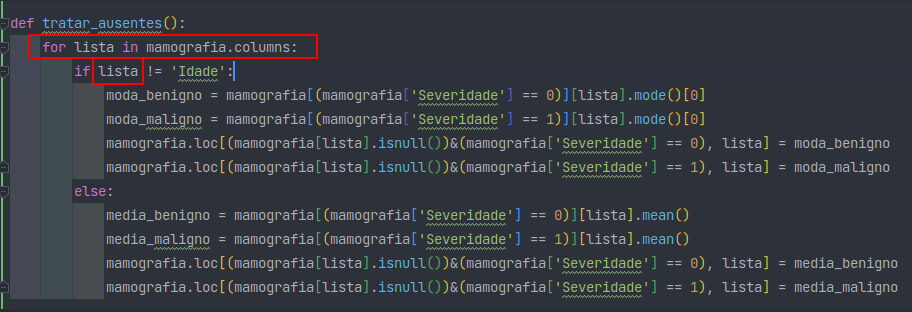 def tratar_ausentes():
for lista in mamografia.columns:
if lista != 'Idade':
moda_benigno = mamografia[(mamografia['Severidade'] == 0)][lista].mode()[0]
moda_maligno = mamografia[(mamografia['Severidade'] == 1)][lista].mode()[0]
mamografia.loc[(mamografia[lista].isnull())&(mamografia['Severidade'] == 0), lista] = moda_benigno
mamografia.loc[(mamografia[lista].isnull())&(mamografia['Severidade'] == 1), lista] = moda_maligno
else:
media_benigno = mamografia[(mamografia['Severidade'] == 0)][lista].mean()
media_maligno = mamografia[(mamografia['Severidade'] == 1)][lista].mean()
mamografia.loc[(mamografia[lista].isnull())&(mamografia['Severidade'] == 0), lista] = media_benigno
mamografia.loc[(mamografia[lista].isnull())&(mamografia['Severidade'] == 1), lista] = media_maligno